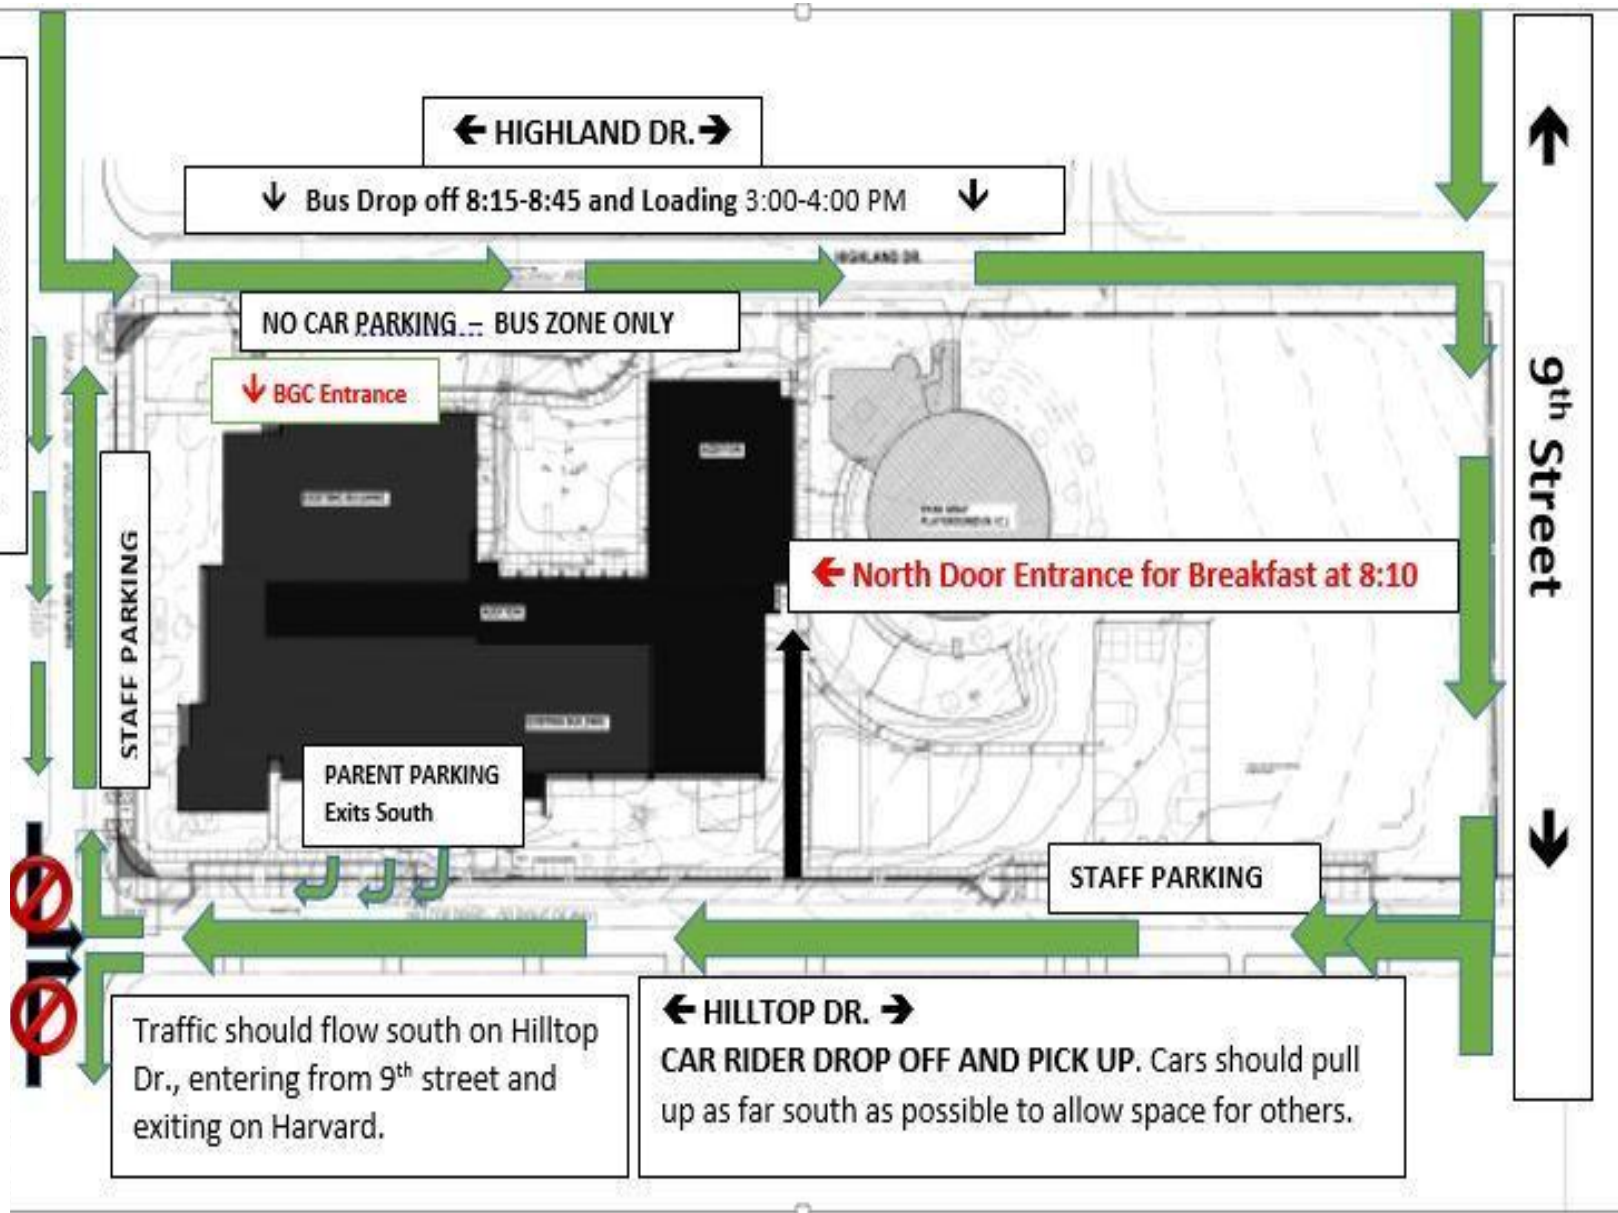 ← HIGHLAND DR. →
↓ Bus Drop off 8:15-8:45 and Loading 3:00-4:00 PM ↓
HIGHLAND DR.
NO CAR PARKING – BUS ZONE ONLY
↓ BGC Entrance
9th Street
STAFF PARKING
← North Door Entrance for Breakfast at 8:10
PARENT PARKING
Exits South
STAFF PARKING
← HILLTOP DR. →
CAR RIDER DROP OFF AND PICK UP. Cars should pull
up as far south as possible to allow space for others.
Traffic should flow south on Hilltop
Dr., entering from 9th street and
exiting on Harvard.